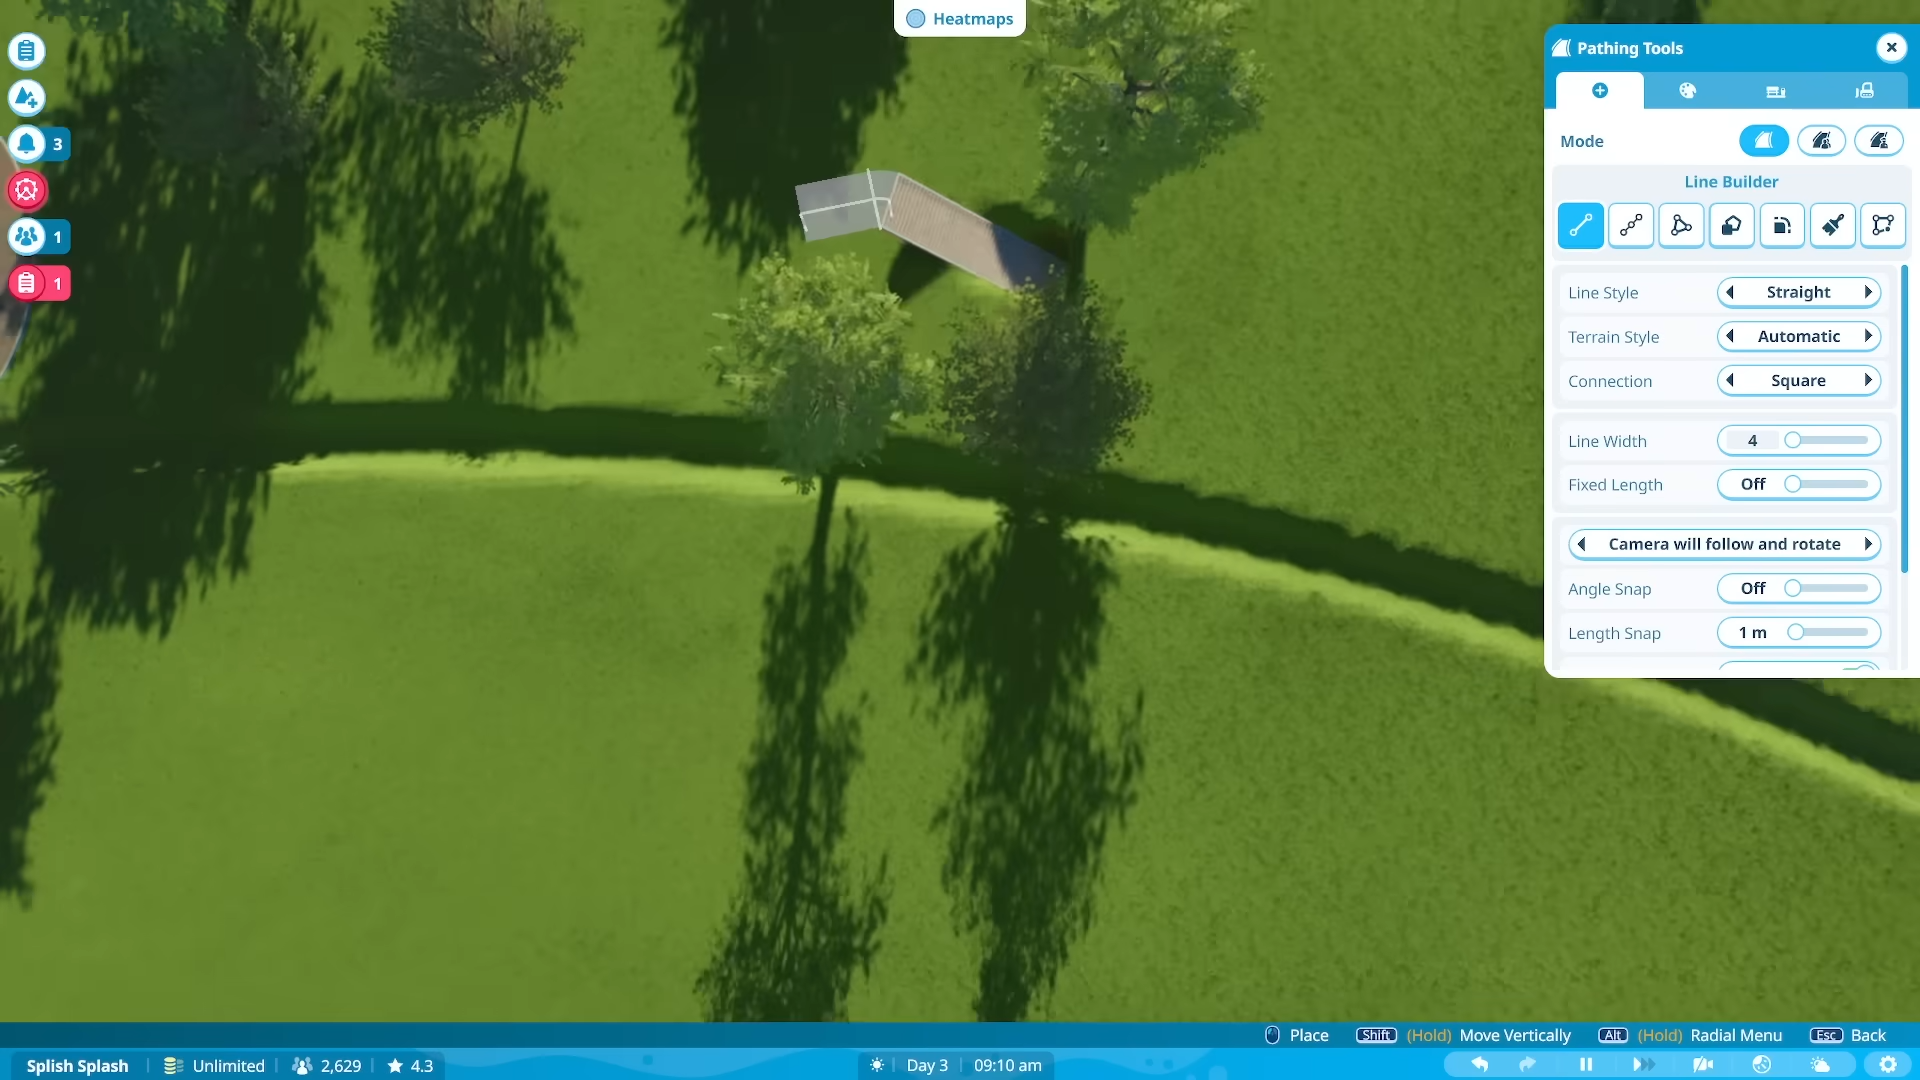 Heatmaps
Pathing Tools
Mode
Line Builder
Line Style Straight
Terrain Style Automatic
Connection Square
Line Width 4
Fixed Length Off
Camera will follow and rotate
Angle Snap Off
Length Snap 1 m
3
1
1
Place Shift (Hold) Move Vertically Alt (Hold) Radial Menu Esc Back
Splish Splash Unlimited 2,629 4.3 Day 3 09:10 am